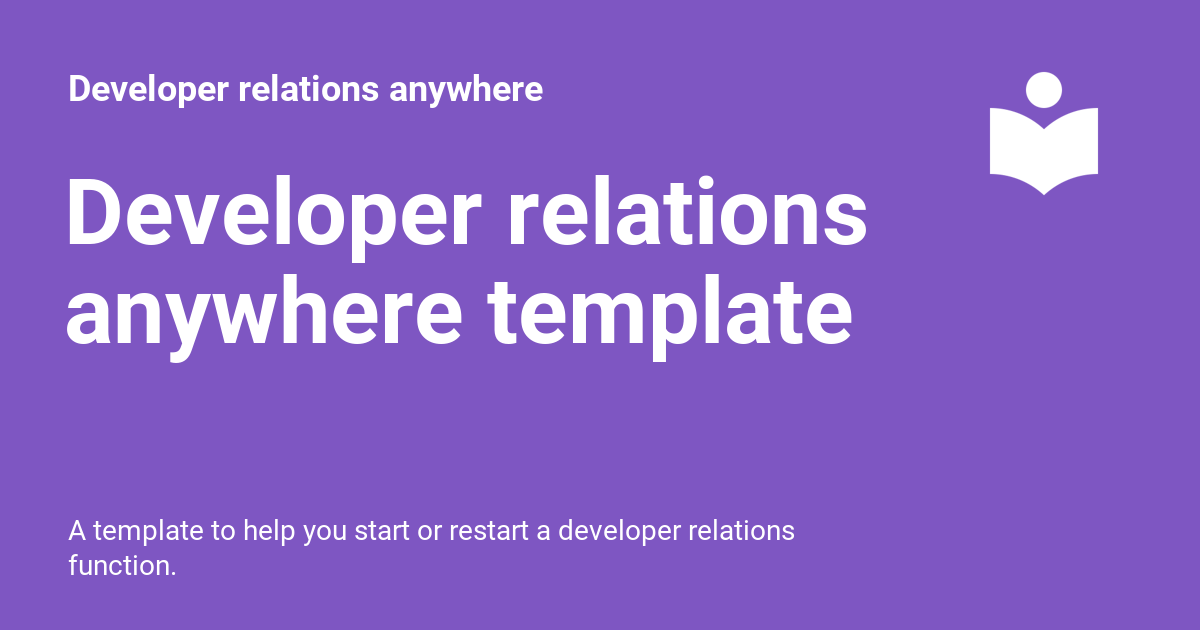 Developer relations anywhere
Developer relations
anywhere template
A template to help you start or restart a developer relations
function.